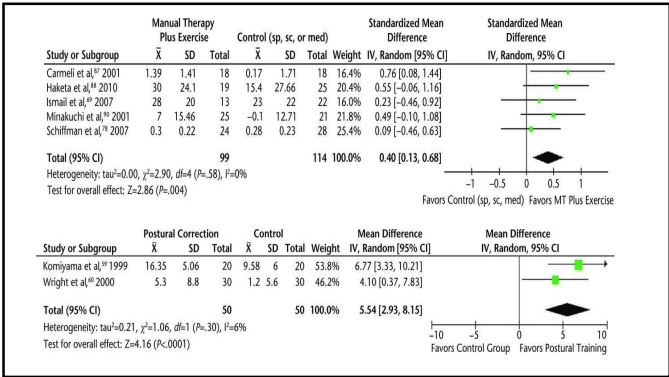 Manual Therapy Plus Exercise Control (sp, sc, or med) Standardized Mean Difference Standardized Mean Difference
Study or Subgroup X̄ SD Total X̄ SD Total Weight IV, Random [95% CI] IV, Random, 95% CI
Carmeli et al,⁸⁷ 2001 1.39 1.41 18 0.17 1.71 18 16.4% 0.76 [0.08, 1.44]
Haketa et al,⁸⁸ 2010 30 24.1 19 15.4 27.66 25 20.5% 0.55 [−0.06, 1.16]
Ismail et al,⁶⁹ 2007 28 20 13 23 22 22 15.9% 0.23 [−0.46, 0.92]
Minakuchi et al,⁹⁰ 2001 7 15.46 25 −0.1 12.71 21 21.7% 0.49 [−0.10, 1.08]
Schiffman et al,⁷⁸ 2007 0.3 0.22 24 0.28 0.23 28 25.5% 0.09 [−0.46, 0.63]
Total (95% CI) 99 114 100.0% 0.40 [0.13, 0.68]
Heterogeneity: tau²=0.00, χ²=2.90, df=4 (P=.58), I²=0%
Test for overall effect: Z=2.86 (P=.004)
−1 −0.5 0 0.5 1
Favors Control (sp, sc, med) Favors MT Plus Exercise
Postural Correction Control Mean Difference Mean Difference
Study or Subgroup X̄ SD Total X̄ SD Total Weight IV, Random [95% CI] IV, Random, 95% CI
Komiyama et al,⁵⁹ 1999 16.35 5.06 20 9.58 6 20 53.8% 6.77 [3.33, 10.21]
Wright et al,⁶⁰ 2000 5.3 8.8 30 1.2 5.6 30 46.2% 4.10 [0.37, 7.83]
Total (95% CI) 50 50 100.0% 5.54 [2.93, 8.15]
Heterogeneity: tau²=0.21, χ²=1.06, df=1 (P=.30), I²=6%
Test for overall effect: Z=4.16 (P<.0001)
−10 −5 0 5 10
Favors Control Group Favors Postural Training